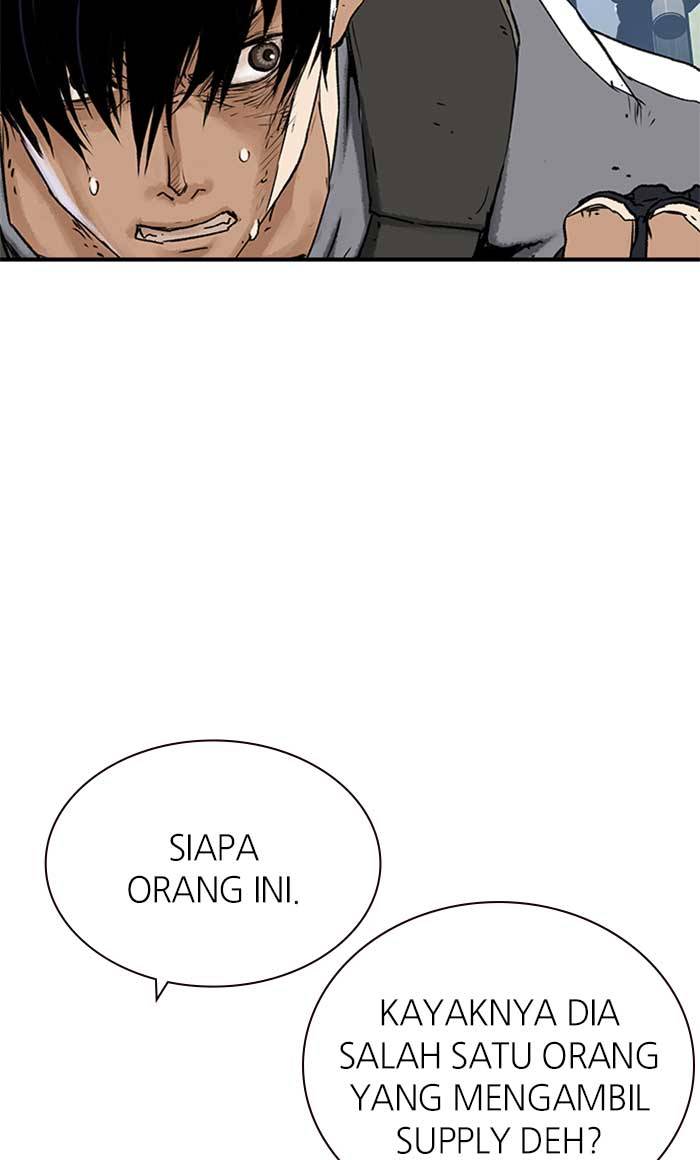 SIAPA
ORANG INI.
KAYAKNYA DIA
SALAH SATU ORANG
YANG MENGAMBIL
SUPPLY DEH?